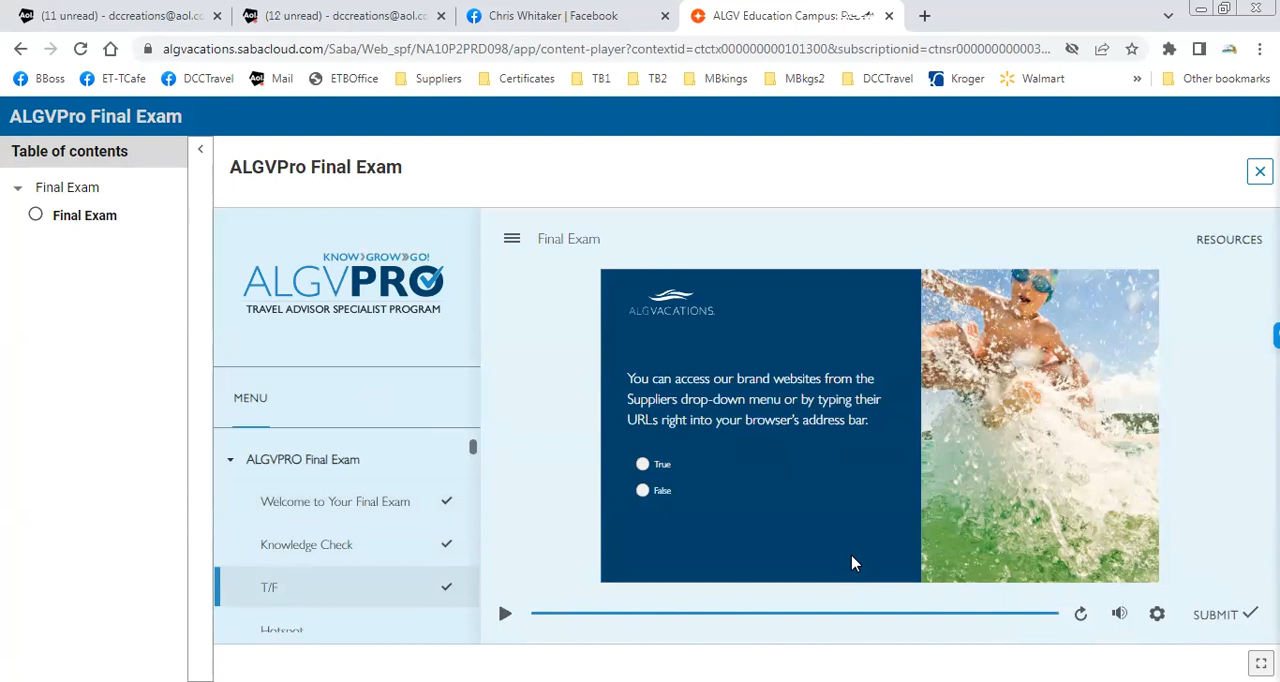 (11 unread) - dccreations@aol.cc
(12 unread) - dccreations@aol.cc
Chris Whitaker | Facebook
ALGV Education Campus:
algvacations.sabacloud.com/Saba/Web_spf/NA10P2PRD098/app/content-player?contextid=ctctx000000000101300&subscriptionid=ctnsr000000000003...
BBoss
ET-TCafe
DCCTravel
Aol.
Mail
ETBOffice
Suppliers
Certificates
TB1
TB2
MBkings
MBkgs2
DCCTravel
Kroger
Walmart
»
Other bookmarks
ALGVPro Final Exam
Table of contents
Final Exam
Final Exam
ALGVPro Final Exam
KNOW>GROW>GO!
ALGVPRO
TRAVEL ADVISOR SPECIALIST PROGRAM
MENU
ALGVPRO Final Exam
Welcome to Your Final Exam
Knowledge Check
T/F
Hotspot
Final Exam
RESOURCES
ALGVACATIONS.
You can access our brand websites from the
Suppliers drop-down menu or by typing their
URLs right into your browser's address bar.
True
False
SUBMIT